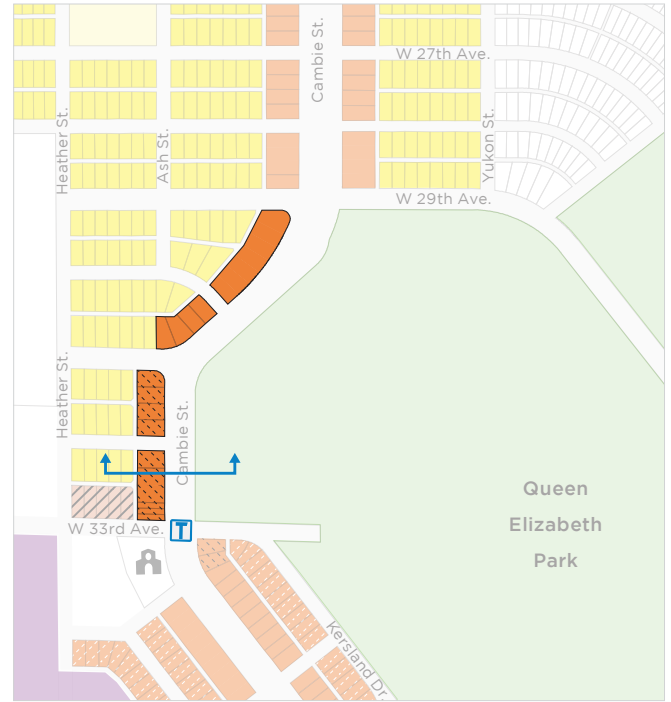 Cambie St.
W 27th Ave.
Heather St.
Ash St.
Yukon St.
W 29th Ave.
Heather St.
Cambie St.
Queen
Elizabeth
Park
W 33rd Ave.
T
Kersland Dr.